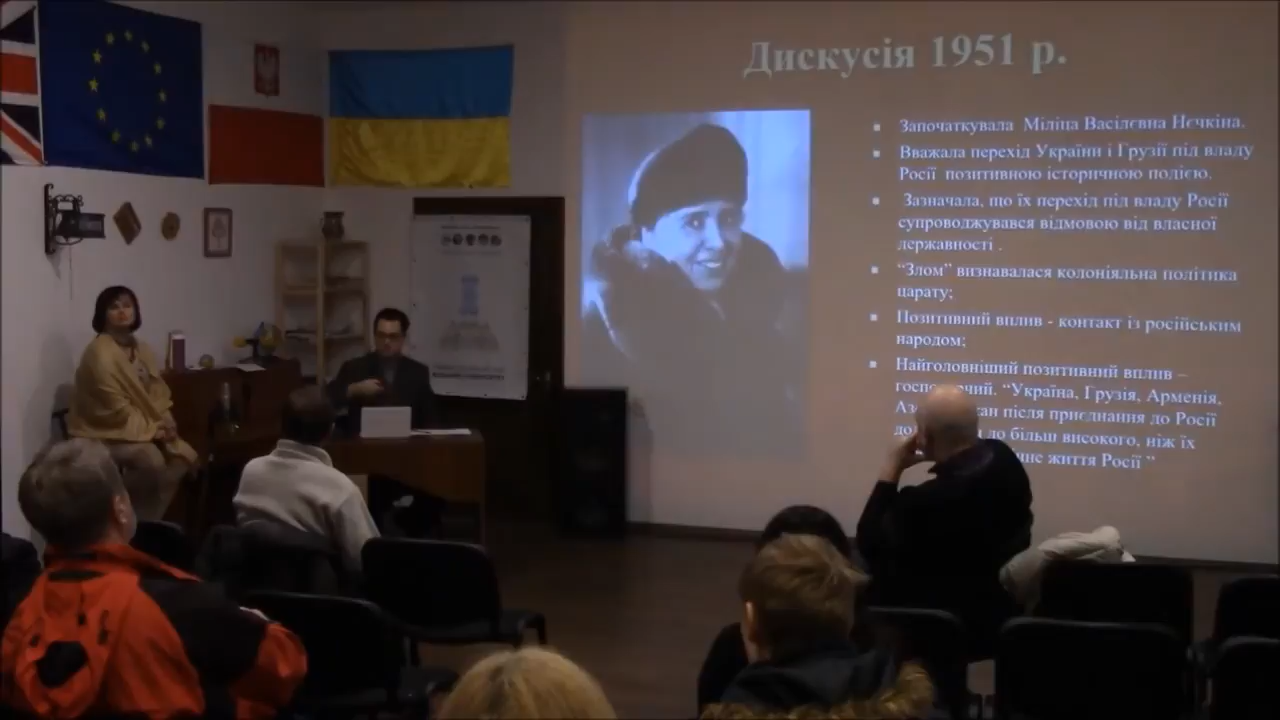 Дискусія 1951 р.
Започаткувала Міліца Васілєвна Нєчкіна.
Вважала перехід України і Грузії під владу
Росії позитивною історичною подією.
Зазначала, що їх перехід під владу Росії
супроводжувався відмовою від власної
державності .
“Злом” визнавалася колоніальна політика
царату;
Позитивний вплив - контакт із російським
народом;
Найголовніший позитивний вплив –
“Україна, Грузія, Арменія,
після приєднання до Росії
до більш високого, ніж їх
життя Росії ”